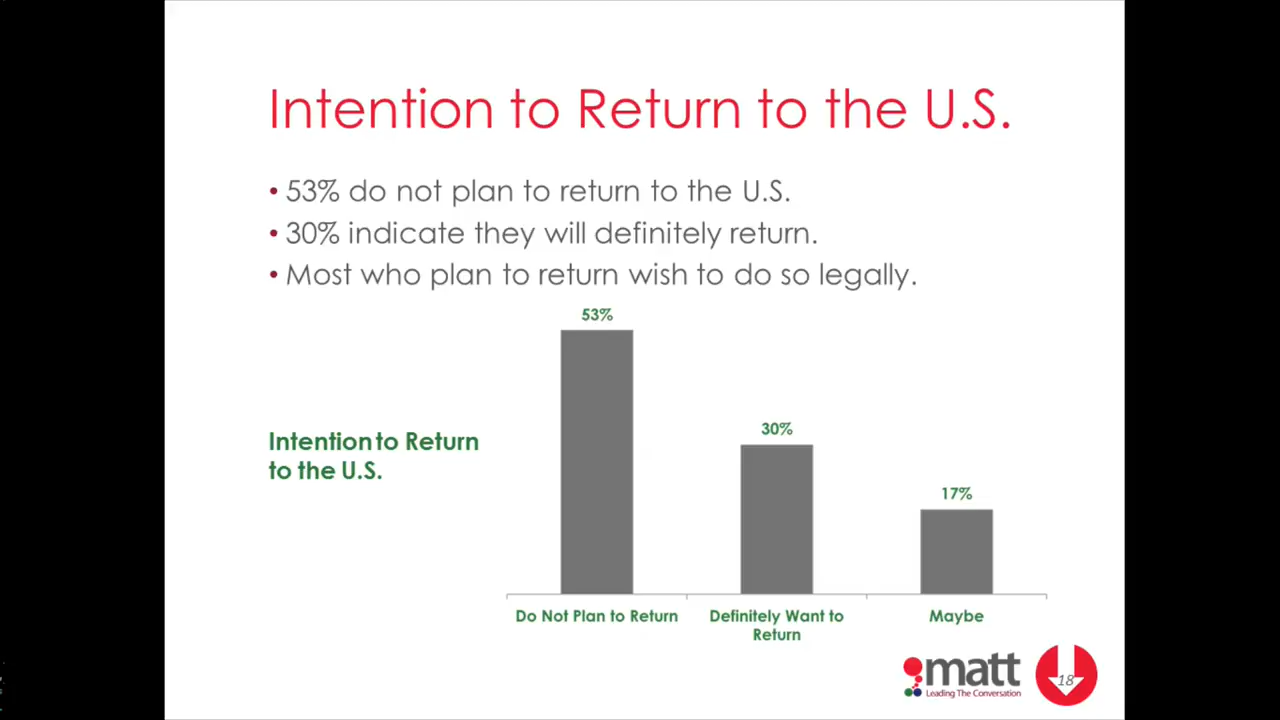 Intention to Return to the U.S.
• 53% do not plan to return to the U.S.
• 30% indicate they will definitely return.
• Most who plan to return wish to do so legally.
53%
30%
17%
Intention to Return
to the U.S.
Do Not Plan to Return
Definitely Want to
Return
Maybe
matt
Leading The Conversation
18